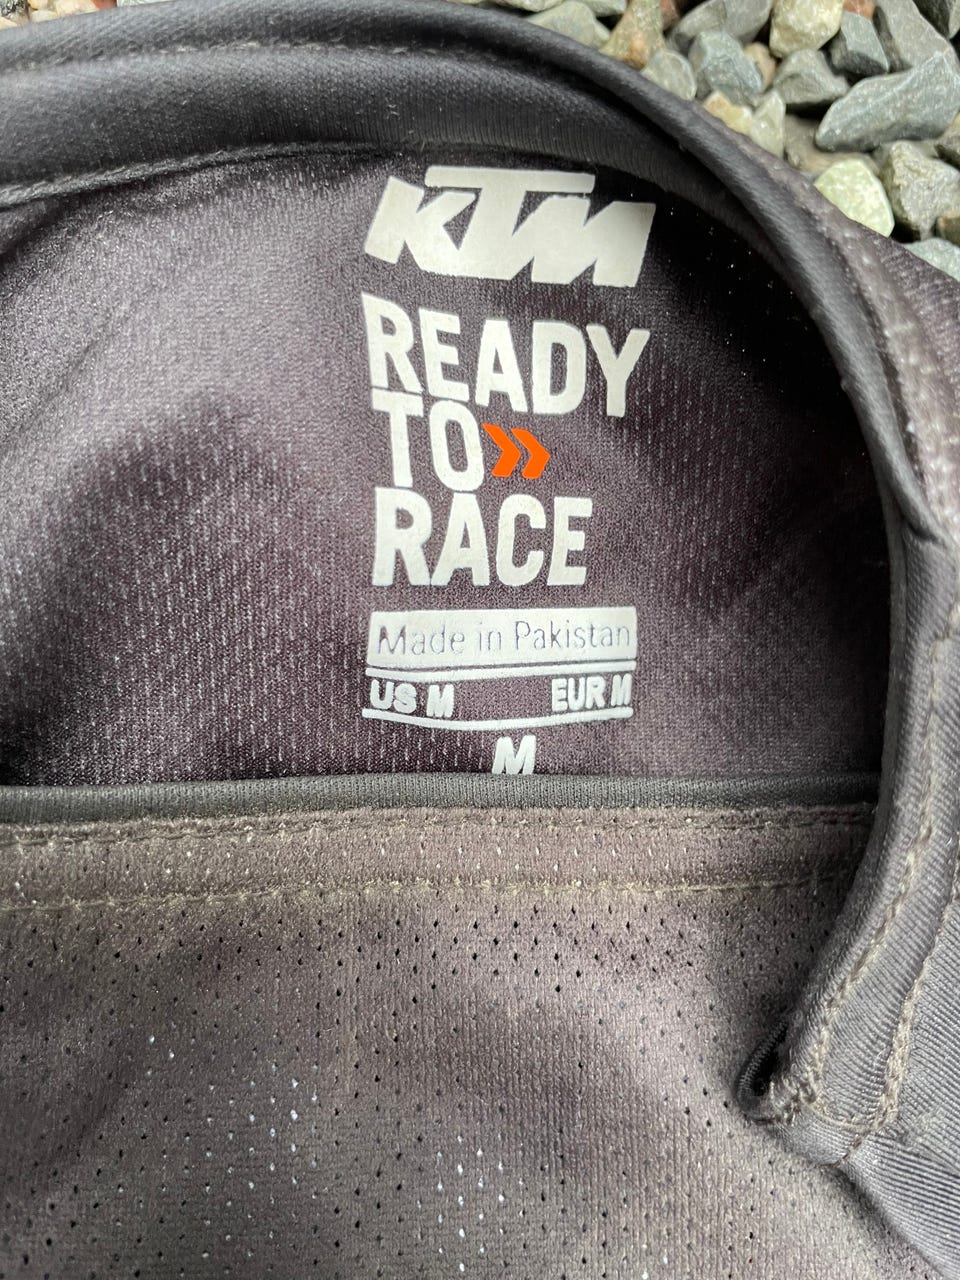 KTM
READY
TO»
RACE
Made in Pakistan
US M EUR M
M